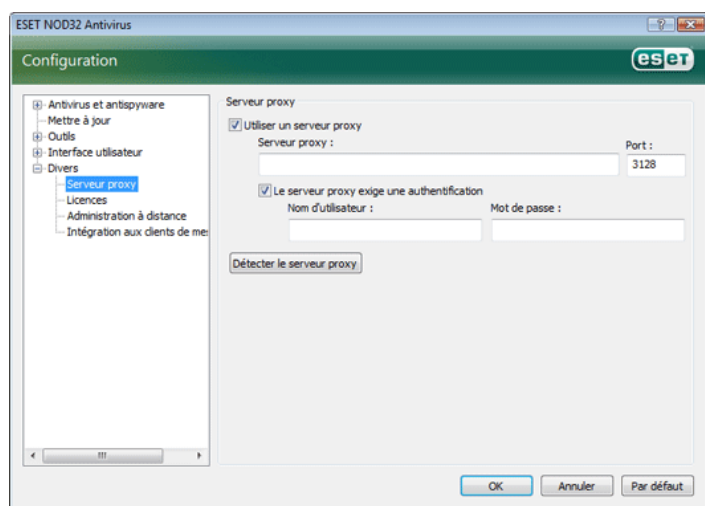 ESET NOD32 Antivirus
Configuration
eseT
Antivirus et antispyware
Mettre à jour
Outils
Interface utilisateur
Divers
Serveur proxy
Licences
Administration à distance
Intégration aux clients de me
Serveur proxy
Utiliser un serveur proxy
Serveur proxy :
Port :
3128
Le serveur proxy exige une authentification
Nom d'utilisateur :
Mot de passe :
Détecter le serveur proxy
OK
Annuler
Par défaut